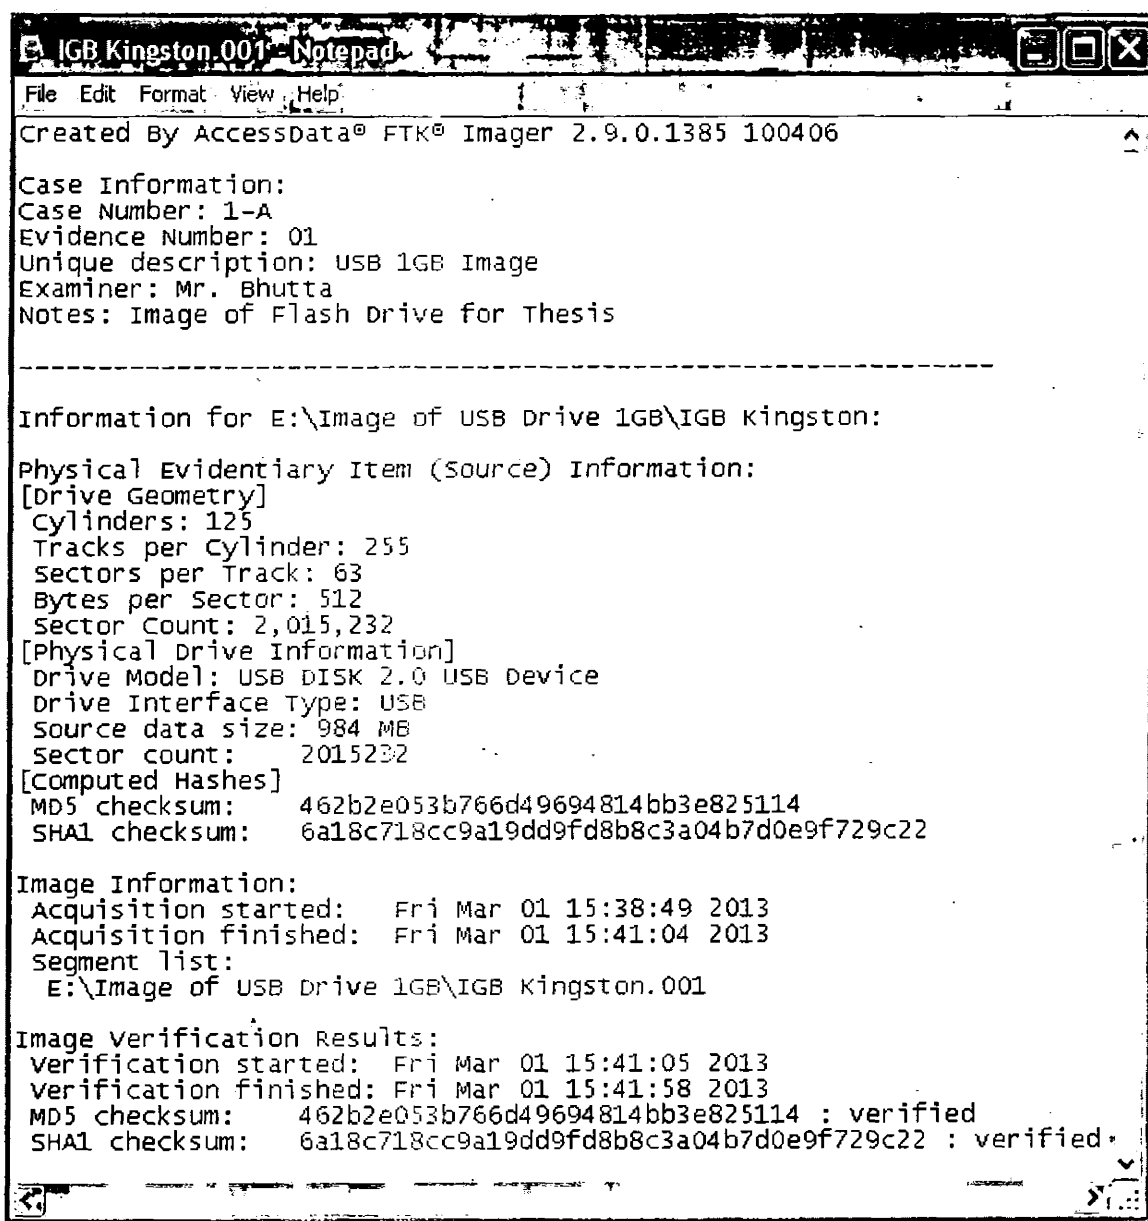 IGB Kingston.001 - Notepad
File Edit Format View Help
Created By AccessData® FTK® Imager 2.9.0.1385 100406
Case Information:
Case Number: 1-A
Evidence Number: 01
Unique description: USB 1GB Image
Examiner: Mr. Bhutta
Notes: Image of Flash Drive for Thesis
--------------------------------------------------------------
Information for E:\Image of USB Drive 1GB\IGB Kingston:
Physical Evidentiary Item (Source) Information:
[Drive Geometry]
Cylinders: 125
Tracks per Cylinder: 255
Sectors per Track: 63
Bytes per Sector: 512
Sector Count: 2,015,232
[Physical Drive Information]
Drive Model: USB DISK 2.0 USB Device
Drive Interface Type: USB
Source data size: 984 MB
Sector count: 2015232
[Computed Hashes]
MD5 checksum: 462b2e053b766d49694814bb3e825114
SHA1 checksum: 6a18c718cc9a19dd9fd8b8c3a04b7d0e9f729c22
Image Information:
Acquisition started: Fri Mar 01 15:38:49 2013
Acquisition finished: Fri Mar 01 15:41:04 2013
Segment list:
E:\Image of USB Drive 1GB\IGB Kingston.001
Image Verification Results:
Verification started: Fri Mar 01 15:41:05 2013
Verification finished: Fri Mar 01 15:41:58 2013
MD5 checksum: 462b2e053b766d49694814bb3e825114 : verified
SHA1 checksum: 6a18c718cc9a19dd9fd8b8c3a04b7d0e9f729c22 : verified